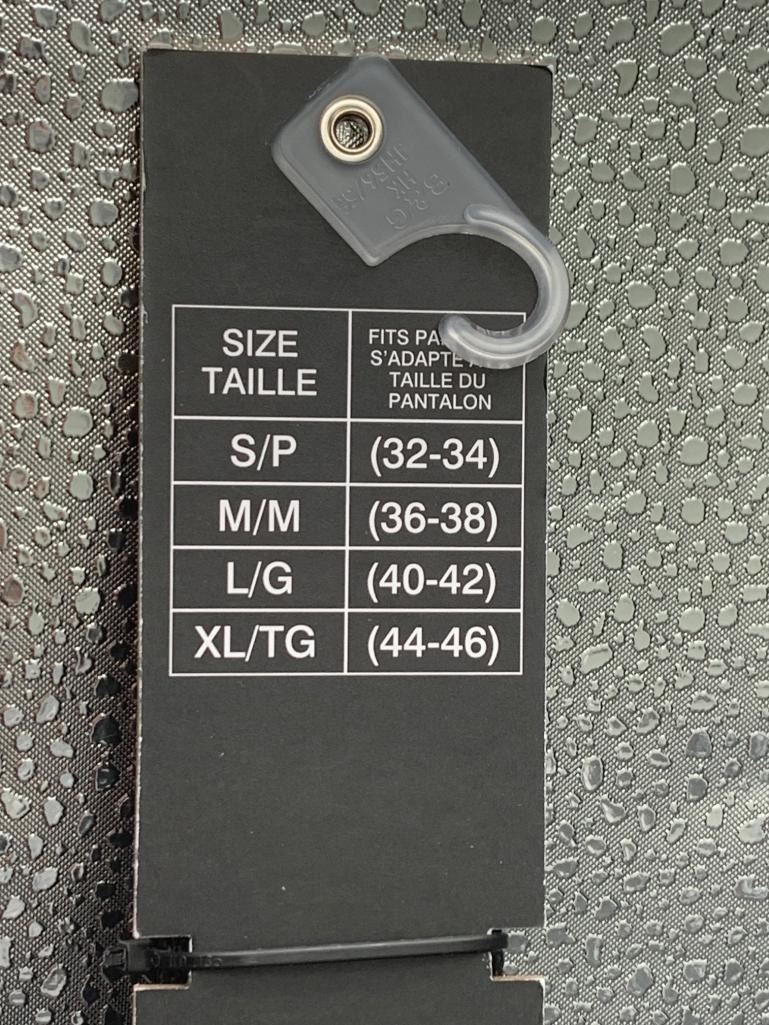 SIZE
TAILLE
FITS
S'ADAPTE
TAILLE DU
PANTALON
S/P
(32-34)
M/M
(36-38)
L/G
(40-42)
XL/TG
(44-46)